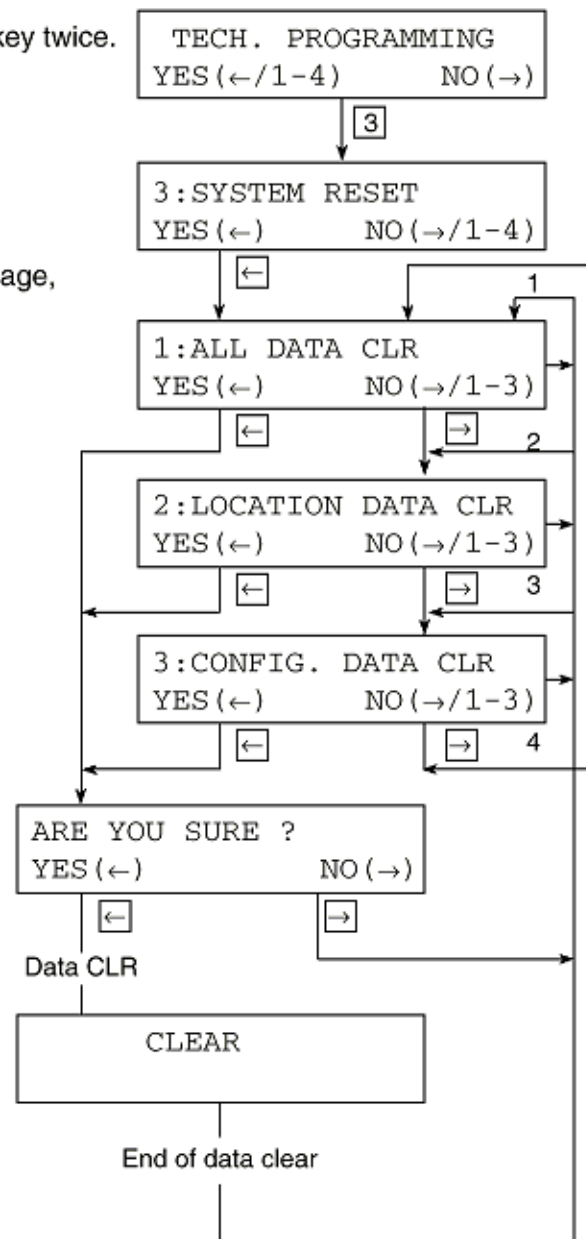 key twice.
TECH. PROGRAMMING
YES(←/1-4) NO(→)
3
3:SYSTEM RESET
YES(←) NO(→/1-4)
age,
←
1
1:ALL DATA CLR
YES(←) NO(→/1-3)
← →
2
2:LOCATION DATA CLR
YES(←) NO(→/1-3)
← → 3
3:CONFIG. DATA CLR
YES(←) NO(→/1-3)
← → 4
ARE YOU SURE ?
YES(←) NO(→)
← →
Data CLR
CLEAR
End of data clear